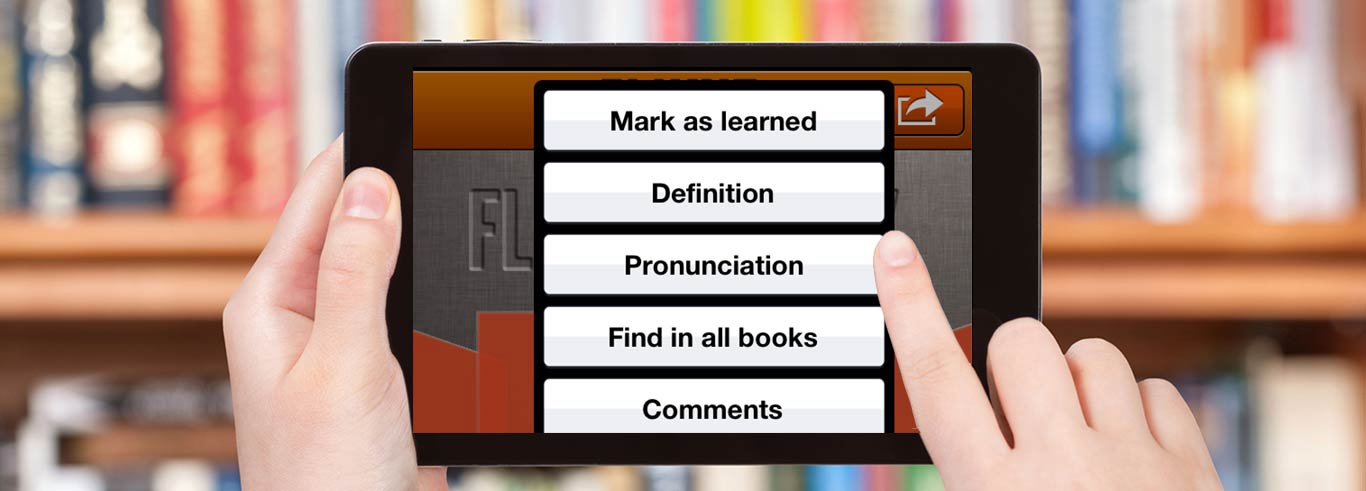 Mark as learned
Definition
Pronunciation
Find in all books
Comments